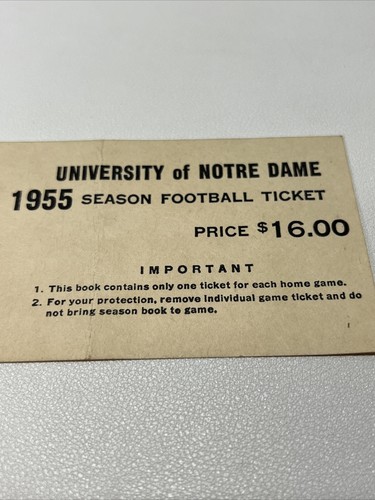 UNIVERSITY of NOTRE DAME
1955 SEASON FOOTBALL TICKET
PRICE $16.00
IMPORTANT
1. This book contains only one ticket for each home game.
2. For your protection, remove individual game ticket and do
not bring season book to game.